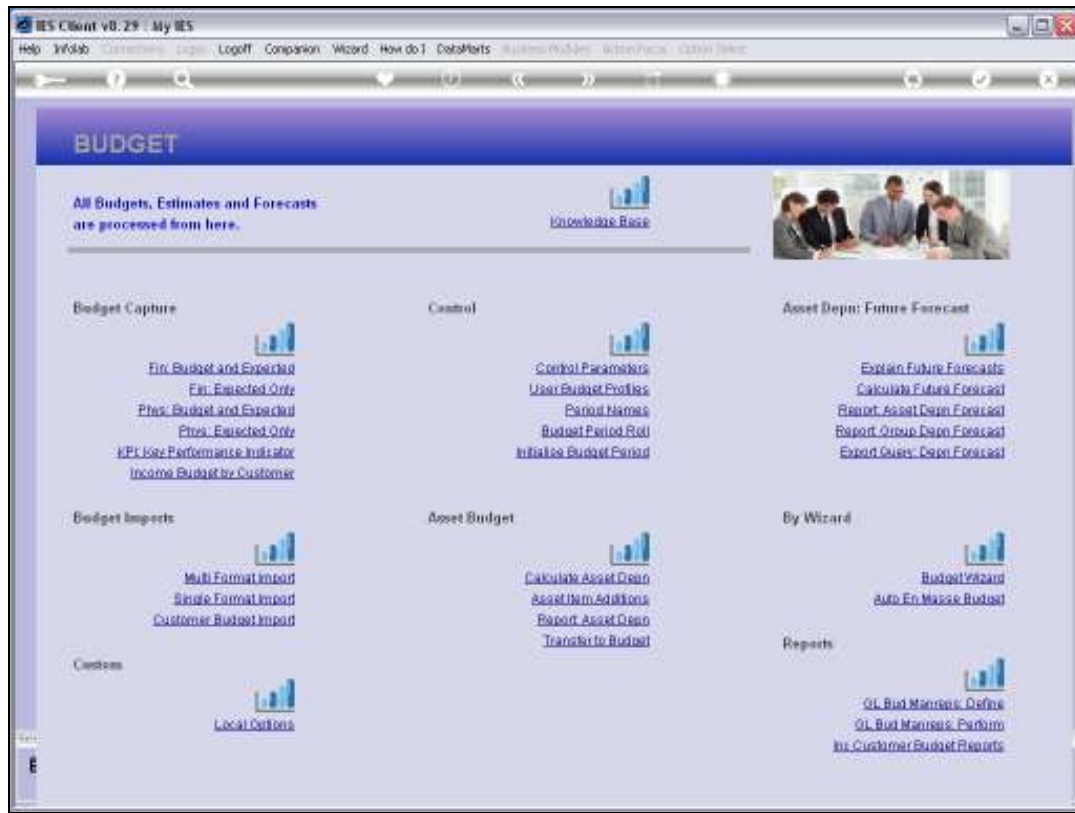 IES Client v8.29 : My IES
Help Infolab Logoff Companion Wizard How do I DataMarts
BUDGET
All Budgets, Estimates and Forecasts
are processed from here.
Knowledge Base
Budget Capture
Fin: Budget and Expected
Fin: Expected Only
Phys: Budget and Expected
Phys: Expected Only
KPI: Key Performance Indicator
Income Budget by Customer
Control
Control Parameters
User Budget Profiles
Period Names
Budget Period Roll
Initialise Budget Period
Asset Depn: Future Forecast
Explain Future Forecasts
Calculate Future Forecast
Report: Asset Depn Forecast
Report: Group Depn Forecast
Export Query: Depn Forecast
Budget Imports
Multi Format Import
Single Format Import
Customer Budget Import
Asset Budget
Calculate Asset Depn
Asset Item Additions
Report Asset Depn
Transfer to Budget
By Wizard
Budget Wizard
Auto En Masse Budget
Custom
Local Options
Reports
GL Bud Manreps: Define
GL Bud Manreps: Perform
Inc Customer Budget Reports